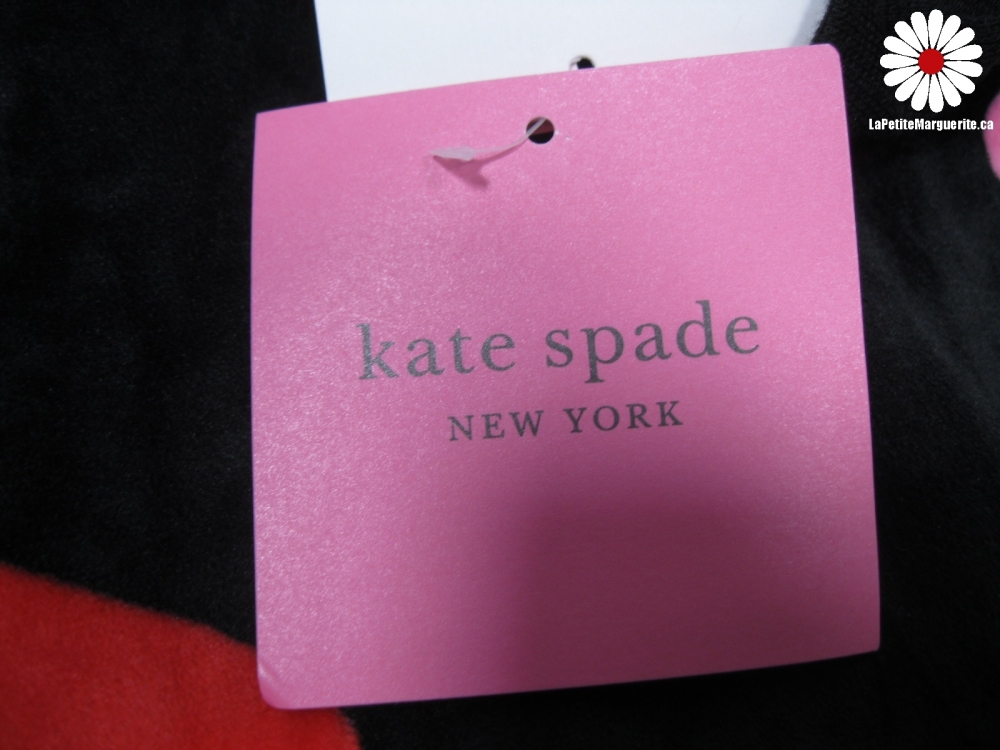 LaPetiteMarguerite.ca
kate spade
NEW YORK